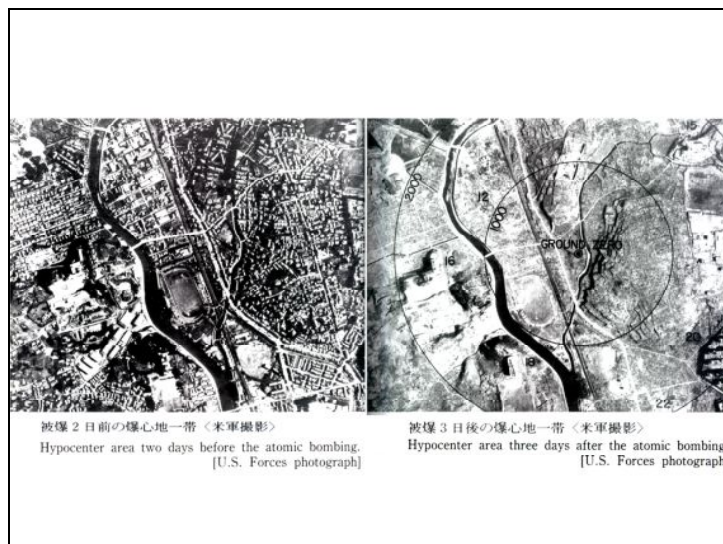 2000
12
1000
15
GROUND ZERO
16
18
20
22
被爆2日前の爆心地一帯〈米軍撮影〉
Hypocenter area two days before the atomic bombing.
[U.S. Forces photograph]
被爆3日後の爆心地一帯〈米軍撮影〉
Hypocenter area three days after the atomic bombing
[U.S. Forces photograph